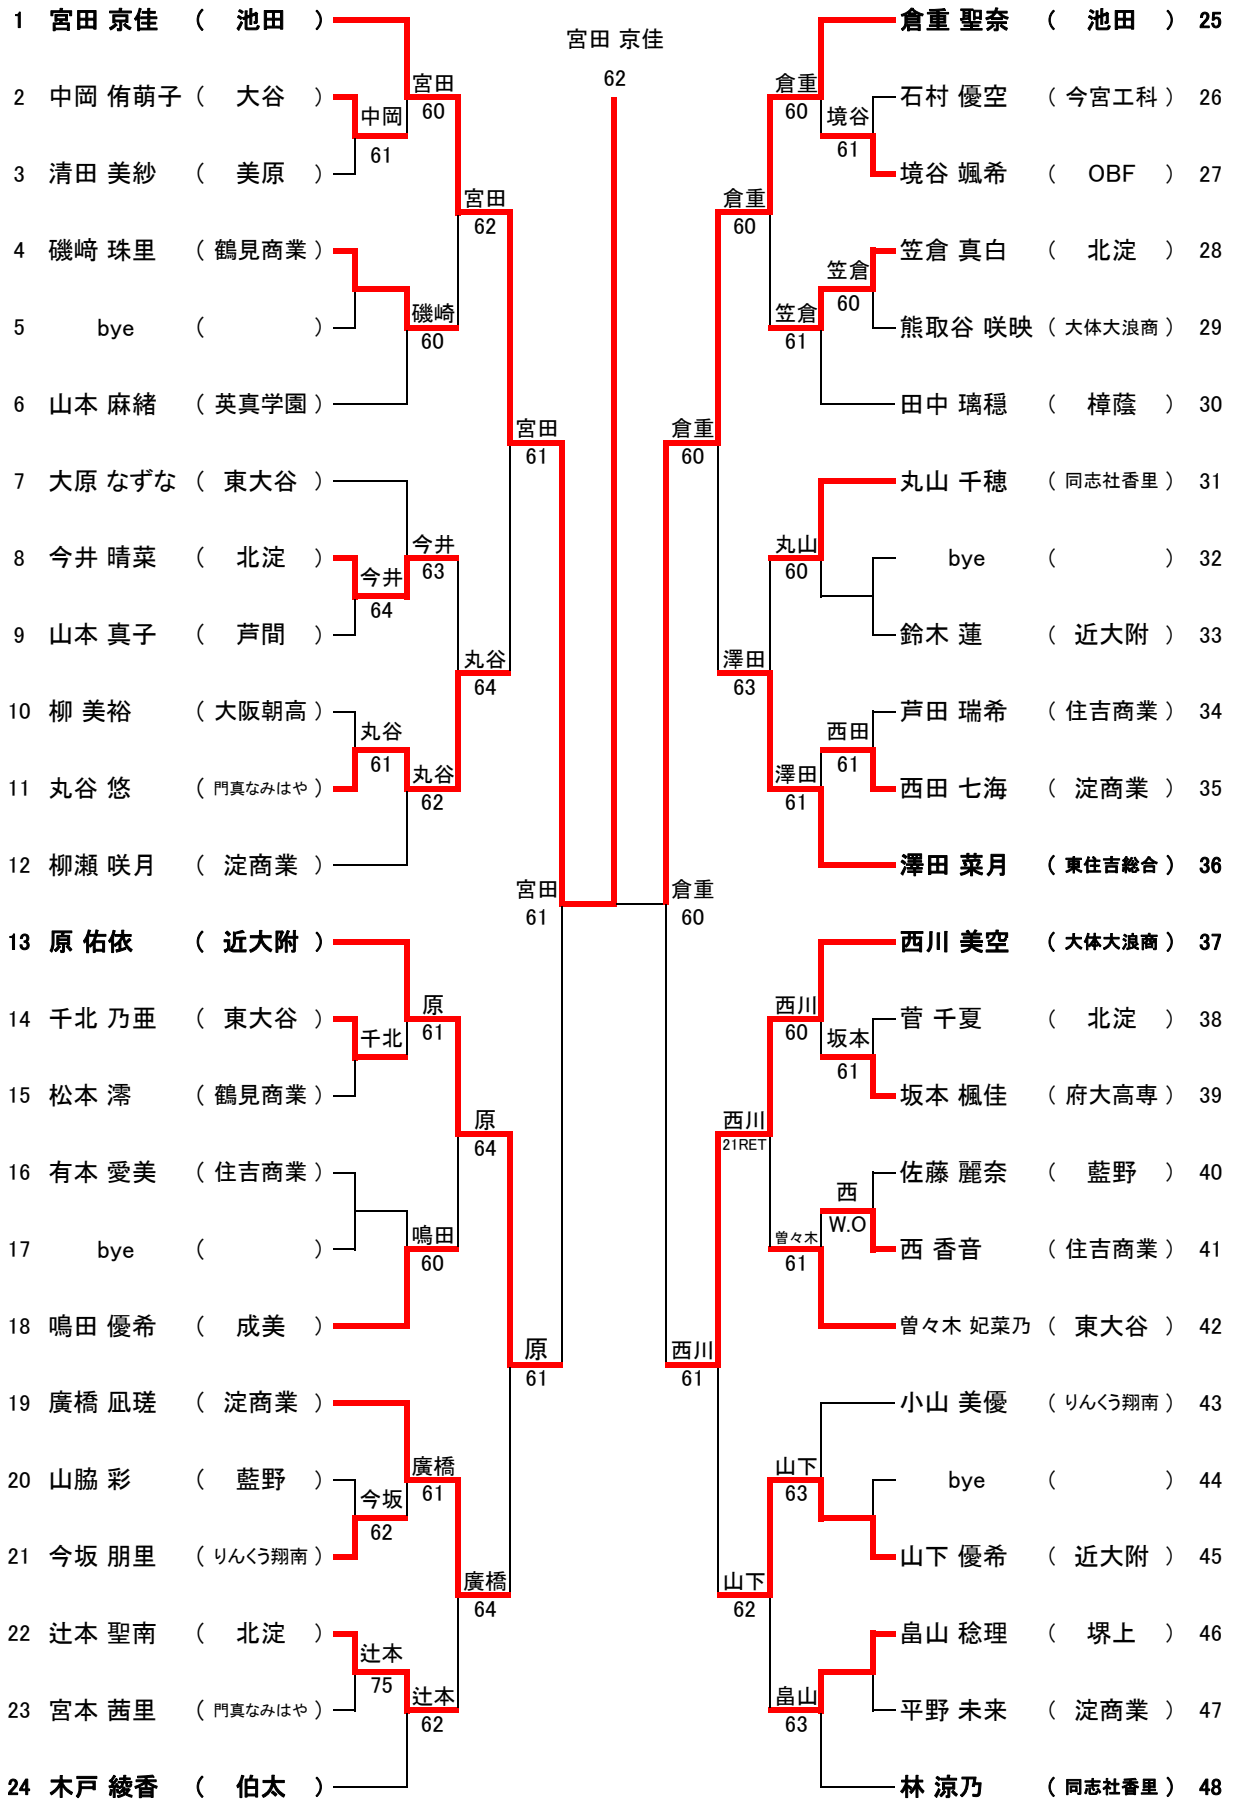 宮田 京佳
62
1 宮田 京佳 ( 池田 )
2 中岡 侑萌子 ( 大谷 )
3 清田 美紗 ( 美原 )
4 磯﨑 珠里 ( 鶴見商業 )
5 bye ( )
6 山本 麻緒 ( 英真学園 )
7 大原 なずな ( 東大谷 )
8 今井 晴菜 ( 北淀 )
9 山本 真子 ( 芦間 )
10 柳 美裕 ( 大阪朝高 )
11 丸谷 悠 ( 門真なみはや )
12 柳瀬 咲月 ( 淀商業 )
13 原 佑依 ( 近大附 )
14 千北 乃亜 ( 東大谷 )
15 松本 澪 ( 鶴見商業 )
16 有本 愛美 ( 住吉商業 )
17 bye ( )
18 鳴田 優希 ( 成美 )
19 廣橋 凪瑳 ( 淀商業 )
20 山脇 彩 ( 藍野 )
21 今坂 朋里 ( りんくう翔南 )
22 辻本 聖南 ( 北淀 )
23 宮本 茜里 ( 門真なみはや )
24 木戸 綾香 ( 伯太 )
中岡
61
今井
64
丸谷
61
千北
今坂
62
辻本
75
宮田
60
磯崎
60
今井
63
丸谷
62
原
61
鳴田
60
廣橋
61
辻本
62
宮田
62
丸谷
64
原
64
廣橋
64
宮田
61
原
61
宮田
61
倉重
60
倉重
60
西川
61
倉重
60
澤田
63
西川
21RET
山下
62
倉重
60
笠倉
61
丸山
60
澤田
61
西川
60
曽々木
61
山下
63
畠山
63
境谷
61
笠倉
60
西田
61
坂本
61
西
W.O
倉重 聖奈 ( 池田 ) 25
石村 優空 ( 今宮工科 ) 26
境谷 颯希 ( OBF ) 27
笠倉 真白 ( 北淀 ) 28
熊取谷 咲映 ( 大体大浪商 ) 29
田中 璃穏 ( 樟蔭 ) 30
丸山 千穂 ( 同志社香里 ) 31
bye ( ) 32
鈴木 蓮 ( 近大附 ) 33
芦田 瑞希 ( 住吉商業 ) 34
西田 七海 ( 淀商業 ) 35
澤田 菜月 ( 東住吉総合 ) 36
西川 美空 ( 大体大浪商 ) 37
菅 千夏 ( 北淀 ) 38
坂本 楓佳 ( 府大高専 ) 39
佐藤 麗奈 ( 藍野 ) 40
西 香音 ( 住吉商業 ) 41
曽々木 妃菜乃 ( 東大谷 ) 42
小山 美優 ( りんくう翔南 ) 43
bye ( ) 44
山下 優希 ( 近大附 ) 45
畠山 稔理 ( 堺上 ) 46
平野 未来 ( 淀商業 ) 47
林 涼乃 ( 同志社香里 ) 48